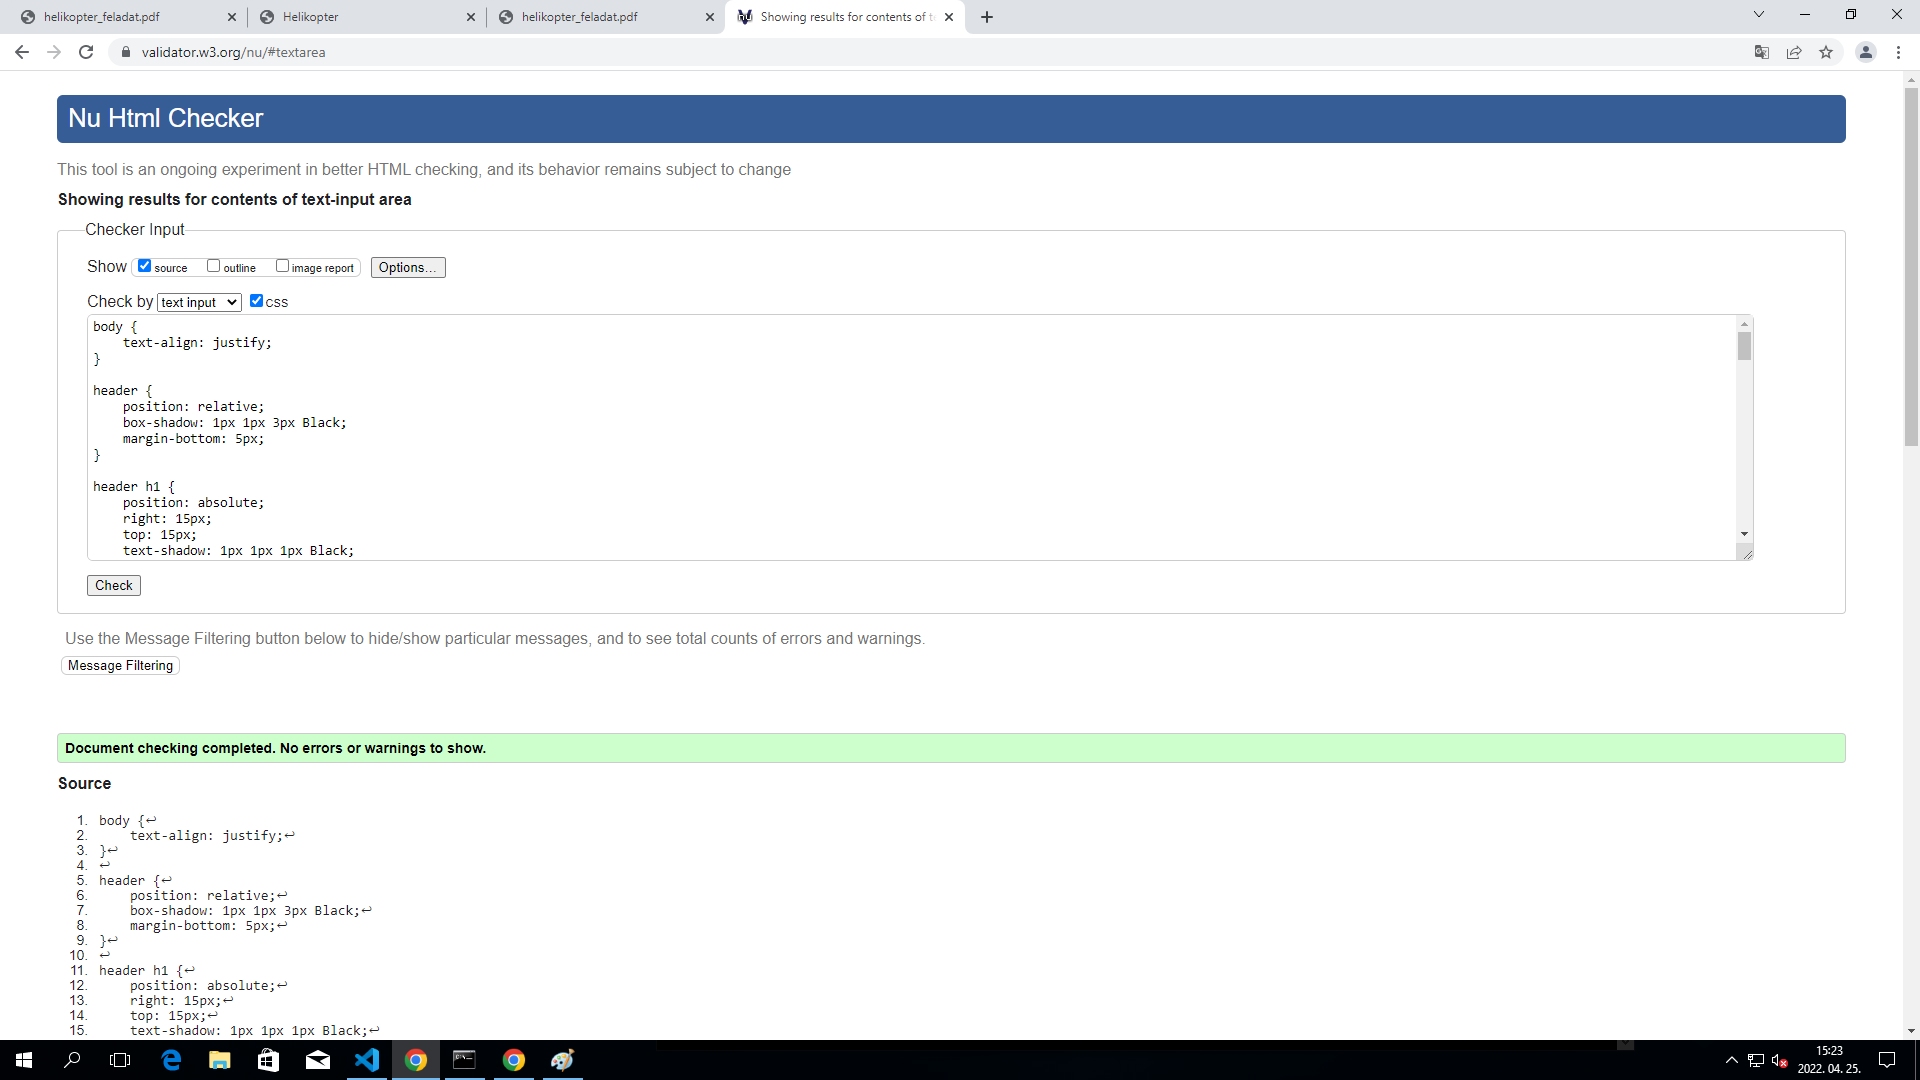 helikopter_feladat.pdf
Helikopter
helikopter_feladat.pdf
Showing results for contents of t
validator.w3.org/nu/#textarea
Nu Html Checker
This tool is an ongoing experiment in better HTML checking, and its behavior remains subject to change
Showing results for contents of text-input area
Checker Input
Show source outline image report Options...
Check by text input css
body {
    text-align: justify;
}
header {
    position: relative;
    box-shadow: 1px 1px 3px Black;
    margin-bottom: 5px;
}
header h1 {
    position: absolute;
    right: 15px;
    top: 15px;
    text-shadow: 1px 1px 1px Black;
Check
Use the Message Filtering button below to hide/show particular messages, and to see total counts of errors and warnings.
Message Filtering
Document checking completed. No errors or warnings to show.
Source
1. body {↩
2.     text-align: justify;↩
3. }↩
4. ↩
5. header {↩
6.     position: relative;↩
7.     box-shadow: 1px 1px 3px Black;↩
8.     margin-bottom: 5px;↩
9. }↩
10. ↩
11. header h1 {↩
12.     position: absolute;↩
13.     right: 15px;↩
14.     top: 15px;↩
15.     text-shadow: 1px 1px 1px Black;↩
15:23
2022. 04. 25.